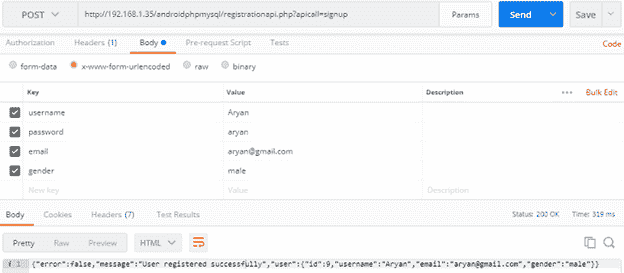 POST http://192.168.1.35/androidphpmysql/registrationapi.php?apicall=signup Params Send Save
Authorization Headers (1) Body Pre-request Script Tests Code
form-data x-www-form-urlencoded raw binary
Key Value Description Bulk Edit
username Aryan
password aryan
email aryan@gmail.com
gender male
New key Value Description
Body Cookies Headers (7) Test Results Status: 200 OK Time: 319 ms
Pretty Raw Preview HTML
1 {"error":false,"message":"User registered successfully","user":{"id":9,"username":"Aryan","email":"aryan@gmail.com","gender":"male"}}